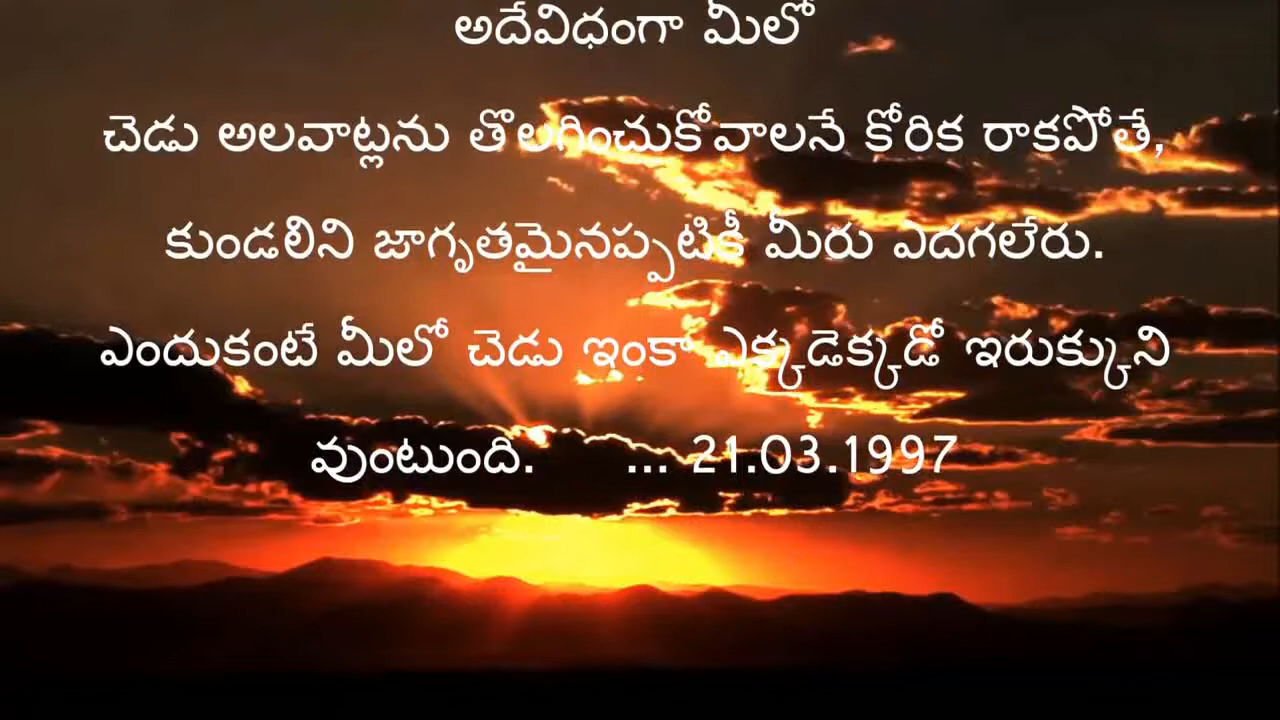 అదేవిధంగా మీలో
చెడు అలవాట్లను తొలగించుకోవాలనే కోరిక రాకపోతే,
కుండలిని జాగృతమైనప్పటికీ మీరు ఎదగలేరు.
ఎందుకంటే మీలో చెడు ఇంకా ఎక్కడెక్కడో ఇరుక్కుని
వుంటుంది. ... 21.03.1997